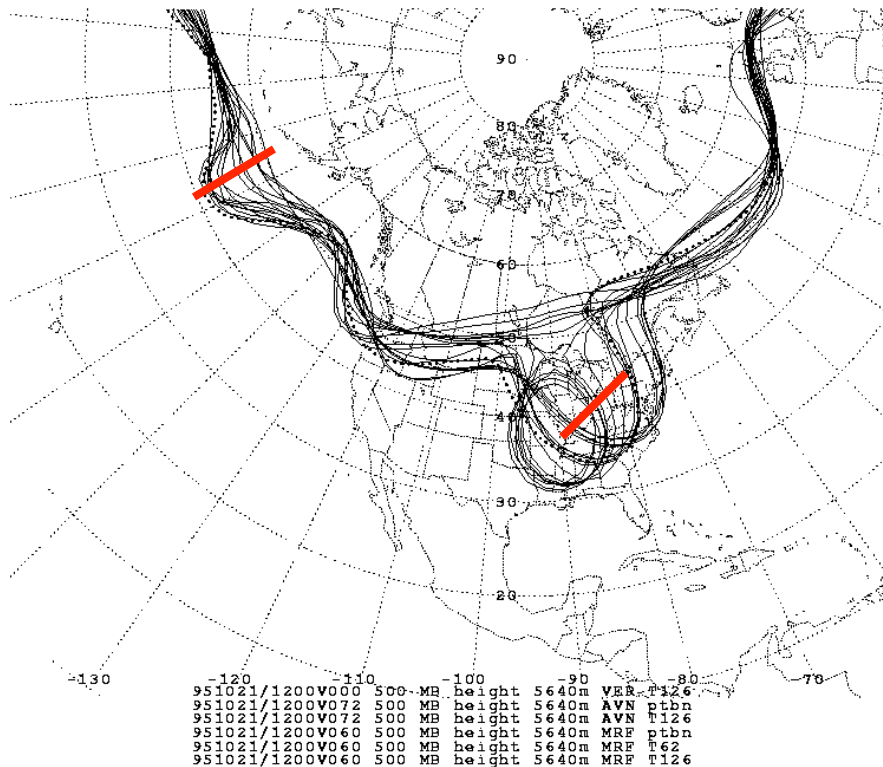 90
80
70
60
50
40
30
20
-130 -120 -110 -100 -90 -80 70
951021/1200V000 500 MB height 5640m VER T126
951021/1200V072 500 MB height 5640m AVN ptbn
951021/1200V072 500 MB height 5640m AVN T126
951021/1200V060 500 MB height 5640m MRF ptbn
951021/1200V060 500 MB height 5640m MRF T62
951021/1200V060 500 MB height 5640m MRF T126